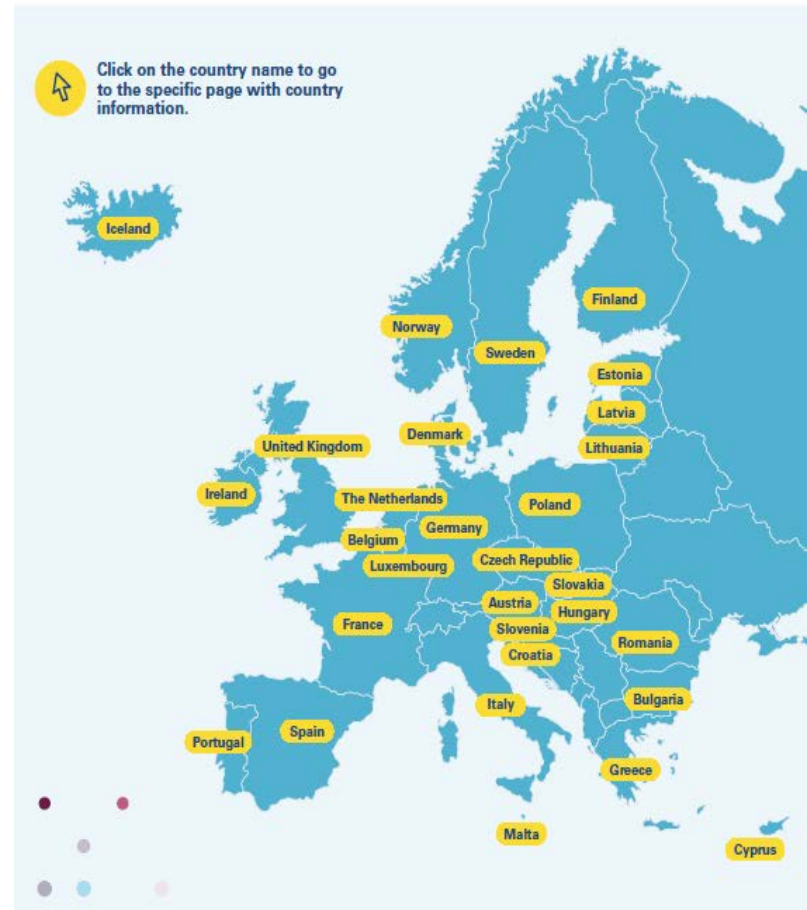 Click on the country name to go
to the specific page with country
information.
Iceland
Finland
Norway
Sweden
Estonia
Latvia
Denmark
United Kingdom
Lithuania
Ireland
The Netherlands
Poland
Germany
Belgium
Luxembourg
Czech Republic
Slovakia
Austria
Hungary
France
Slovenia
Romania
Croatia
Bulgaria
Italy
Spain
Portugal
Greece
Malta
Cyprus